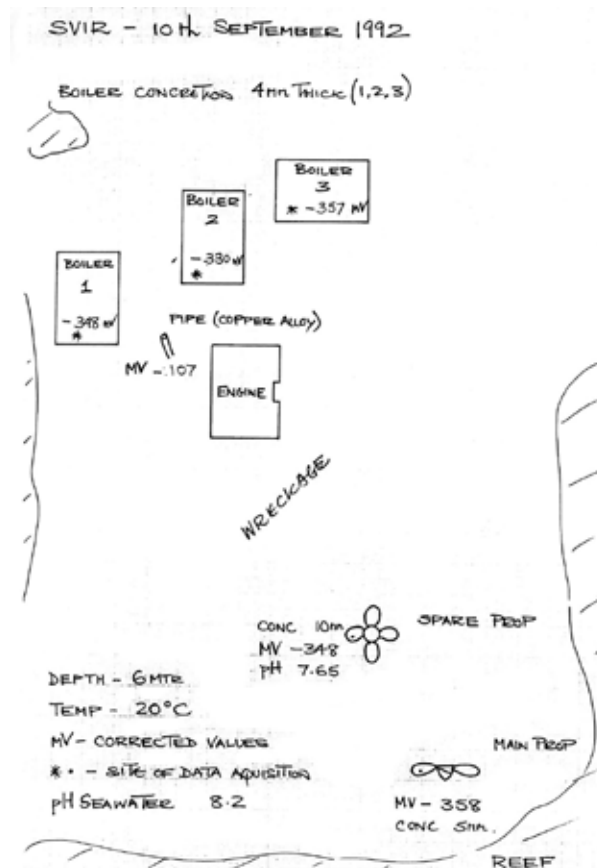 SVIR - 10th SEPTEMBER 1992
BOILER CONCRETION 4mm THICK (1,2,3)
BOILER
3
* -357 MV
BOILER
2
-330 MV
*
BOILER
1
-348 MV
*
PIPE (COPPER ALLOY)
MV -.107
ENGINE
WRECKAGE
CONC 10mm
MV -348
pH 7.65
SPARE PROP
DEPTH - 6MTR
TEMP - 20°C
MV - CORRECTED VALUES
* • - SITE OF DATA AQUISITION
pH SEAWATER 8.2
MAIN PROP
MV - 358
CONC 5mm.
REEF